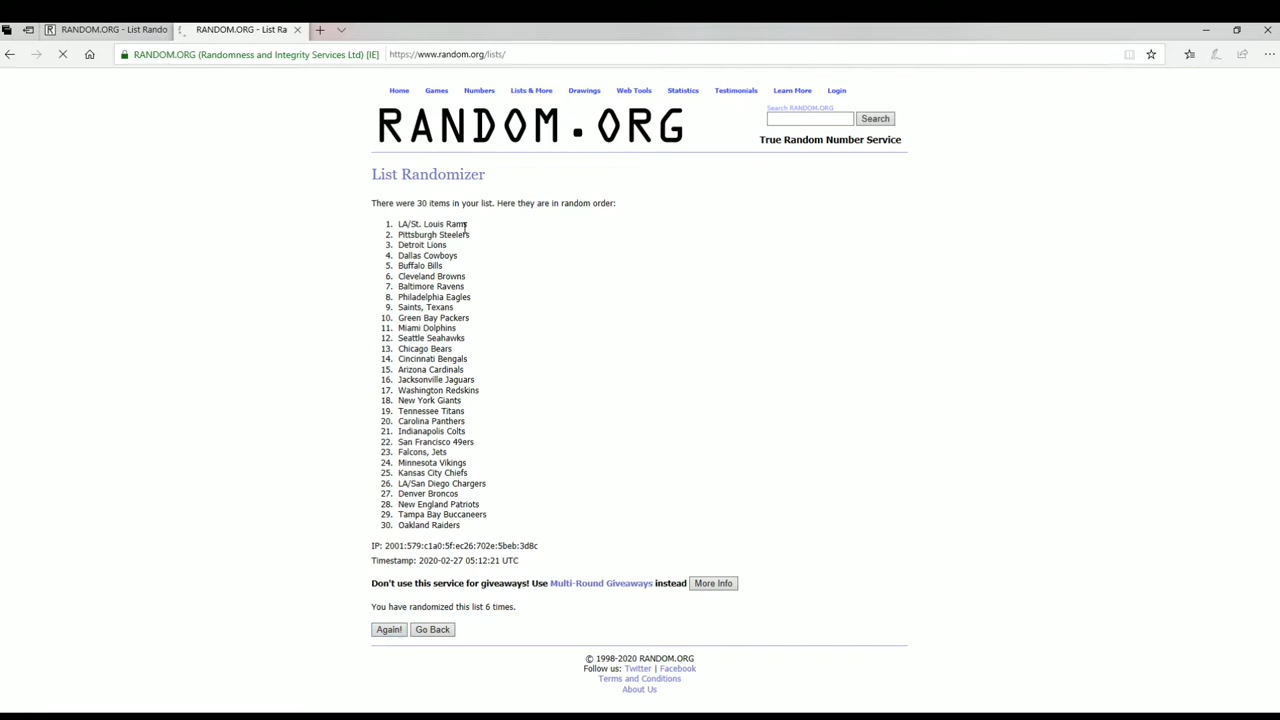 RANDOM.ORG - List Rando
RANDOM.ORG - List Ra
RANDOM.ORG (Randomness and Integrity Services Ltd) [IE]
https://www.random.org/lists/
Home Games Numbers Lists & More Drawings Web Tools Statistics Testimonials Learn More Login
RANDOM.ORG
Search RANDOM.ORG
Search
True Random Number Service
List Randomizer
There were 30 items in your list. Here they are in random order:
1. LA/St. Louis Rams
2. Pittsburgh Steelers
3. Detroit Lions
4. Dallas Cowboys
5. Buffalo Bills
6. Cleveland Browns
7. Baltimore Ravens
8. Philadelphia Eagles
9. Saints, Texans
10. Green Bay Packers
11. Miami Dolphins
12. Seattle Seahawks
13. Chicago Bears
14. Cincinnati Bengals
15. Arizona Cardinals
16. Jacksonville Jaguars
17. Washington Redskins
18. New York Giants
19. Tennessee Titans
20. Carolina Panthers
21. Indianapolis Colts
22. San Francisco 49ers
23. Falcons, Jets
24. Minnesota Vikings
25. Kansas City Chiefs
26. LA/San Diego Chargers
27. Denver Broncos
28. New England Patriots
29. Tampa Bay Buccaneers
30. Oakland Raiders
IP: 2001:579:c1a0:5f:ec26:702e:5beb:3d8c
Timestamp: 2020-02-27 05:12:21 UTC
Don't use this service for giveaways! Use Multi-Round Giveaways instead More Info
You have randomized this list 6 times.
Again! Go Back
© 1998-2020 RANDOM.ORG
Follow us: Twitter | Facebook
Terms and Conditions
About Us